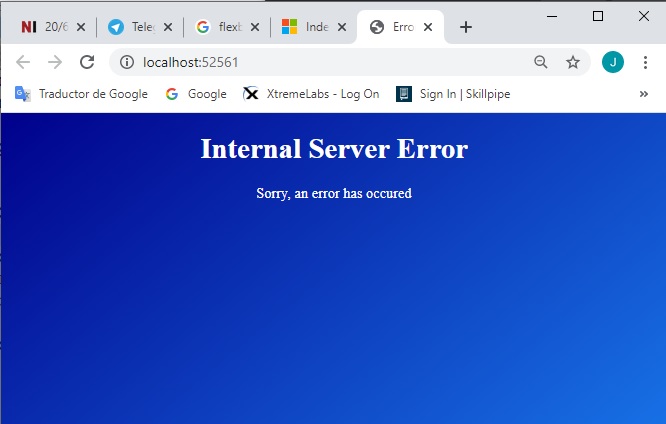 NI 20/6
Teleg
flexb
Inde
Erro
localhost:52561
J
Traductor de Google
Google
XtremeLabs - Log On
Sign In | Skillpipe
»
Internal Server Error
Sorry, an error has occured